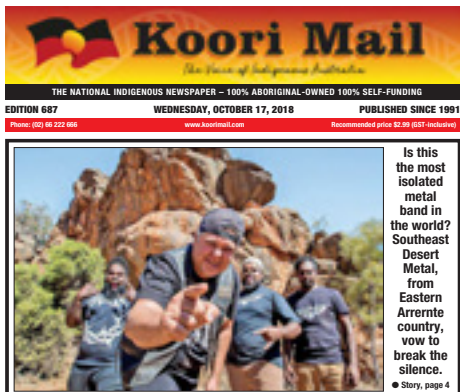 Koori Mail
The Voice of Indigenous Australia
THE NATIONAL INDIGENOUS NEWSPAPER – 100% ABORIGINAL-OWNED 100% SELF-FUNDING
EDITION 687 WEDNESDAY, OCTOBER 17, 2018 PUBLISHED SINCE 1991
Phone: (02) 66 222 666 www.koorimail.com Recommended price $2.99 (GST-inclusive)
Is this
the most
isolated
metal
band in
the world?
Southeast
Desert
Metal,
from
Eastern
Arrernte
country,
vow to
break the
silence.
● Story, page 4